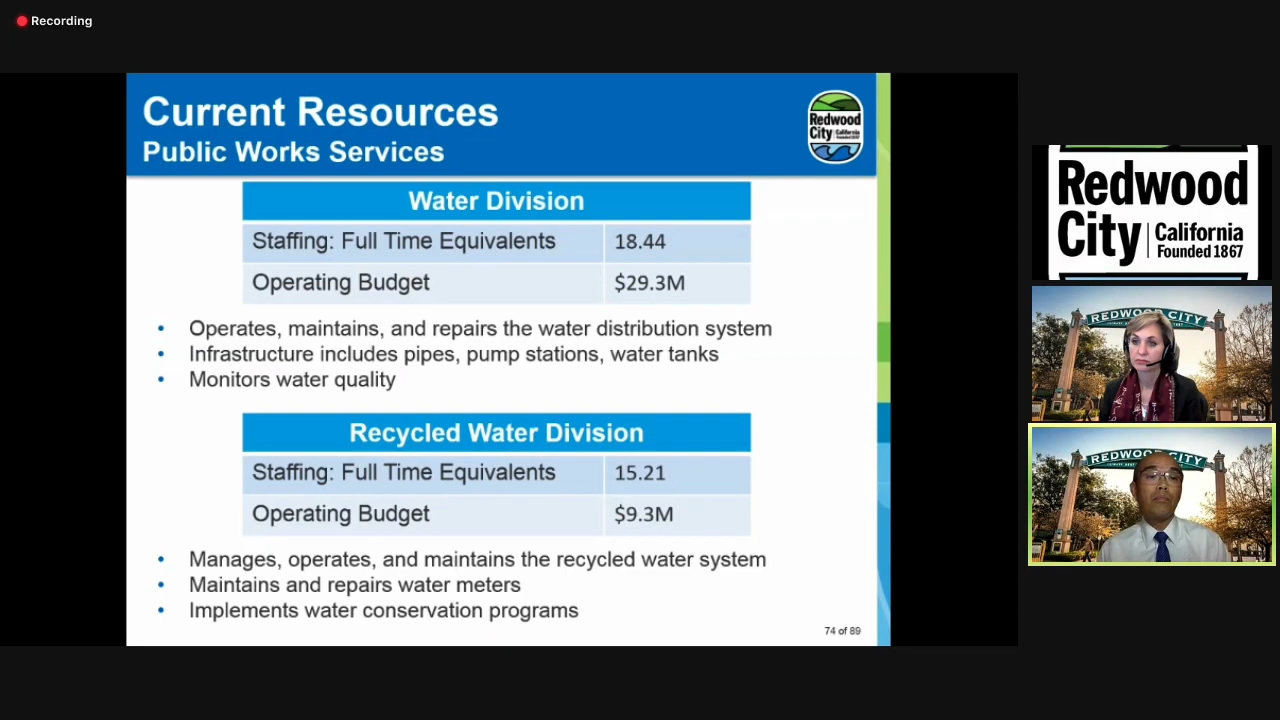 Recording
Current Resources
Public Works Services
Redwood
City California
Founded 1867
Water Division
Staffing: Full Time Equivalents 18.44
Operating Budget $29.3M
• Operates, maintains, and repairs the water distribution system
• Infrastructure includes pipes, pump stations, water tanks
• Monitors water quality
Recycled Water Division
Staffing: Full Time Equivalents 15.21
Operating Budget $9.3M
• Manages, operates, and maintains the recycled water system
• Maintains and repairs water meters
• Implements water conservation programs
74 of 89
Redwood
City California
Founded 1867
REDWOOD CITY
REDWOOD CITY